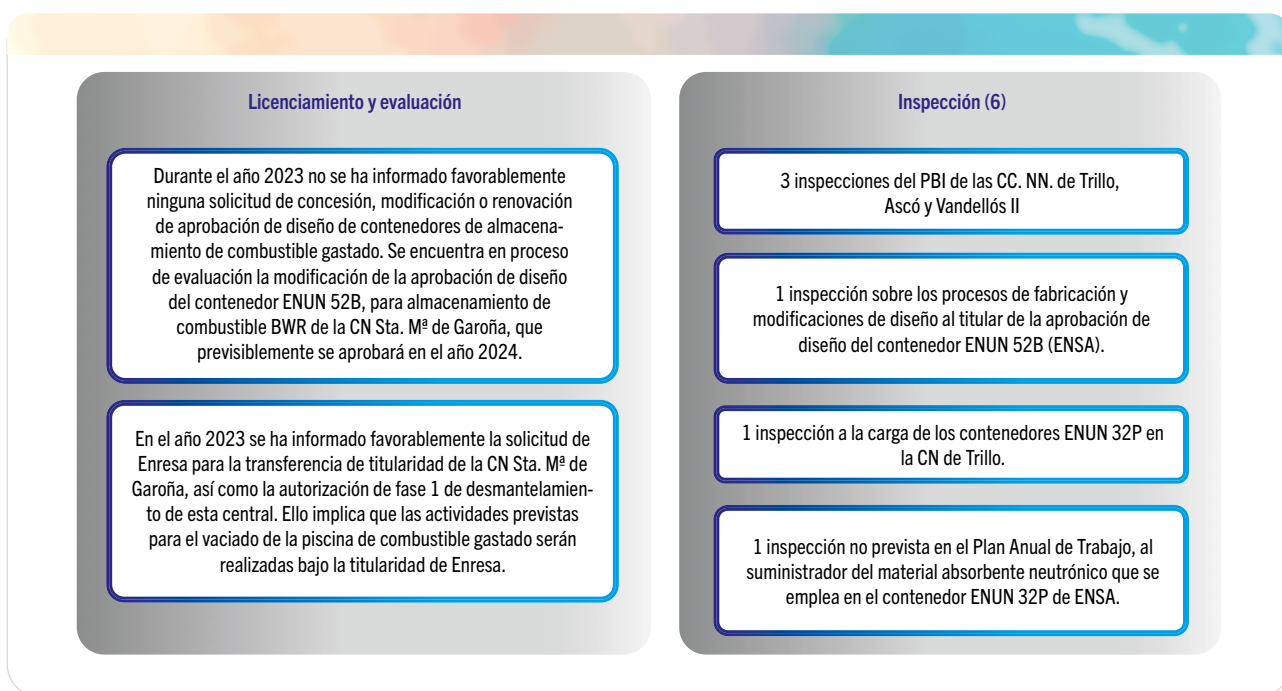 Licenciamiento y evaluación
Durante el año 2023 no se ha informado favorablemente
ninguna solicitud de concesión, modificación o renovación
de aprobación de diseño de contenedores de almacena-
miento de combustible gastado. Se encuentra en proceso
de evaluación la modificación de la aprobación de diseño
del contenedor ENUN 52B, para almacenamiento de
combustible BWR de la CN Sta. Mª de Garoña, que
previsiblemente se aprobará en el año 2024.
En el año 2023 se ha informado favorablemente la solicitud de
Enresa para la transferencia de titularidad de la CN Sta. Mª de
Garoña, así como la autorización de fase 1 de desmantelamien-
to de esta central. Ello implica que las actividades previstas
para el vaciado de la piscina de combustible gastado serán
realizadas bajo la titularidad de Enresa.
Inspección (6)
3 inspecciones del PBI de las CC. NN. de Trillo,
Ascó y Vandellós II
1 inspección sobre los procesos de fabricación y
modificaciones de diseño al titular de la aprobación de
diseño del contenedor ENUN 52B (ENSA).
1 inspección a la carga de los contenedores ENUN 32P en
la CN de Trillo.
1 inspección no prevista en el Plan Anual de Trabajo, al
suministrador del material absorbente neutrónico que se
emplea en el contenedor ENUN 32P de ENSA.